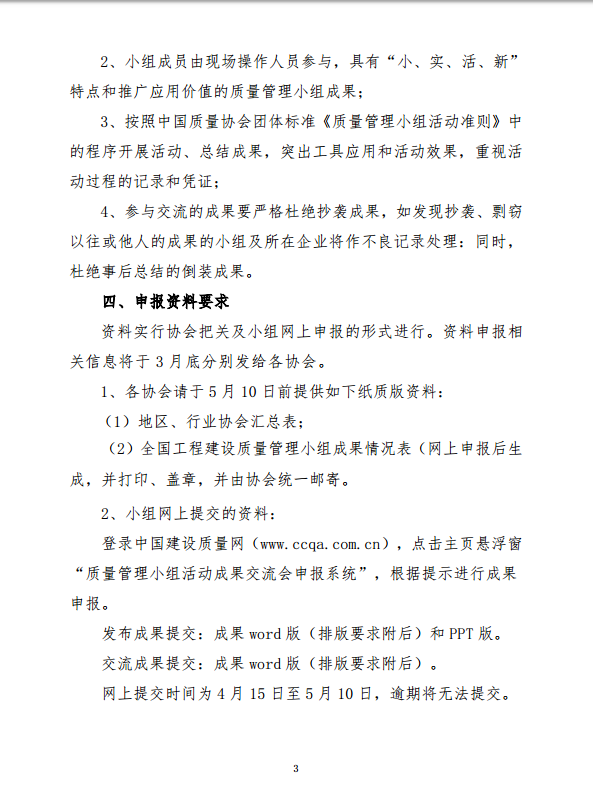 2、小组成员由现场操作人员参与，具有“小、实、活、新”
特点和推广应用价值的质量管理小组成果；
3、按照中国质量协会团体标准《质量管理小组活动准则》中
的程序开展活动、总结成果，突出工具应用和活动效果，重视活
动过程的记录和凭证；
4、参与交流的成果要严格杜绝抄袭成果，如发现抄袭、剽窃
以往或他人的成果的小组及所在企业将作不良记录处理：同时，
杜绝事后总结的倒装成果。
四、申报资料要求
资料实行协会把关及小组网上申报的形式进行。资料申报相
关信息将于 3 月底分别发给各协会。
1、各协会请于 5 月 10 日前提供如下纸质版资料：
（1）地区、行业协会汇总表；
（2）全国工程建设质量管理小组成果情况表（网上申报后生
成，并打印、盖章，并由协会统一邮寄。
2、小组网上提交的资料：
登录中国建设质量网（www.ccqa.com.cn），点击主页悬浮窗
“质量管理小组活动成果交流会申报系统”，根据提示进行成果
申报。
发布成果提交：成果 word 版（排版要求附后）和 PPT 版。
交流成果提交：成果 word 版（排版要求附后）。
网上提交时间为 4 月 15 日至 5 月 10 日，逾期将无法提交。
3